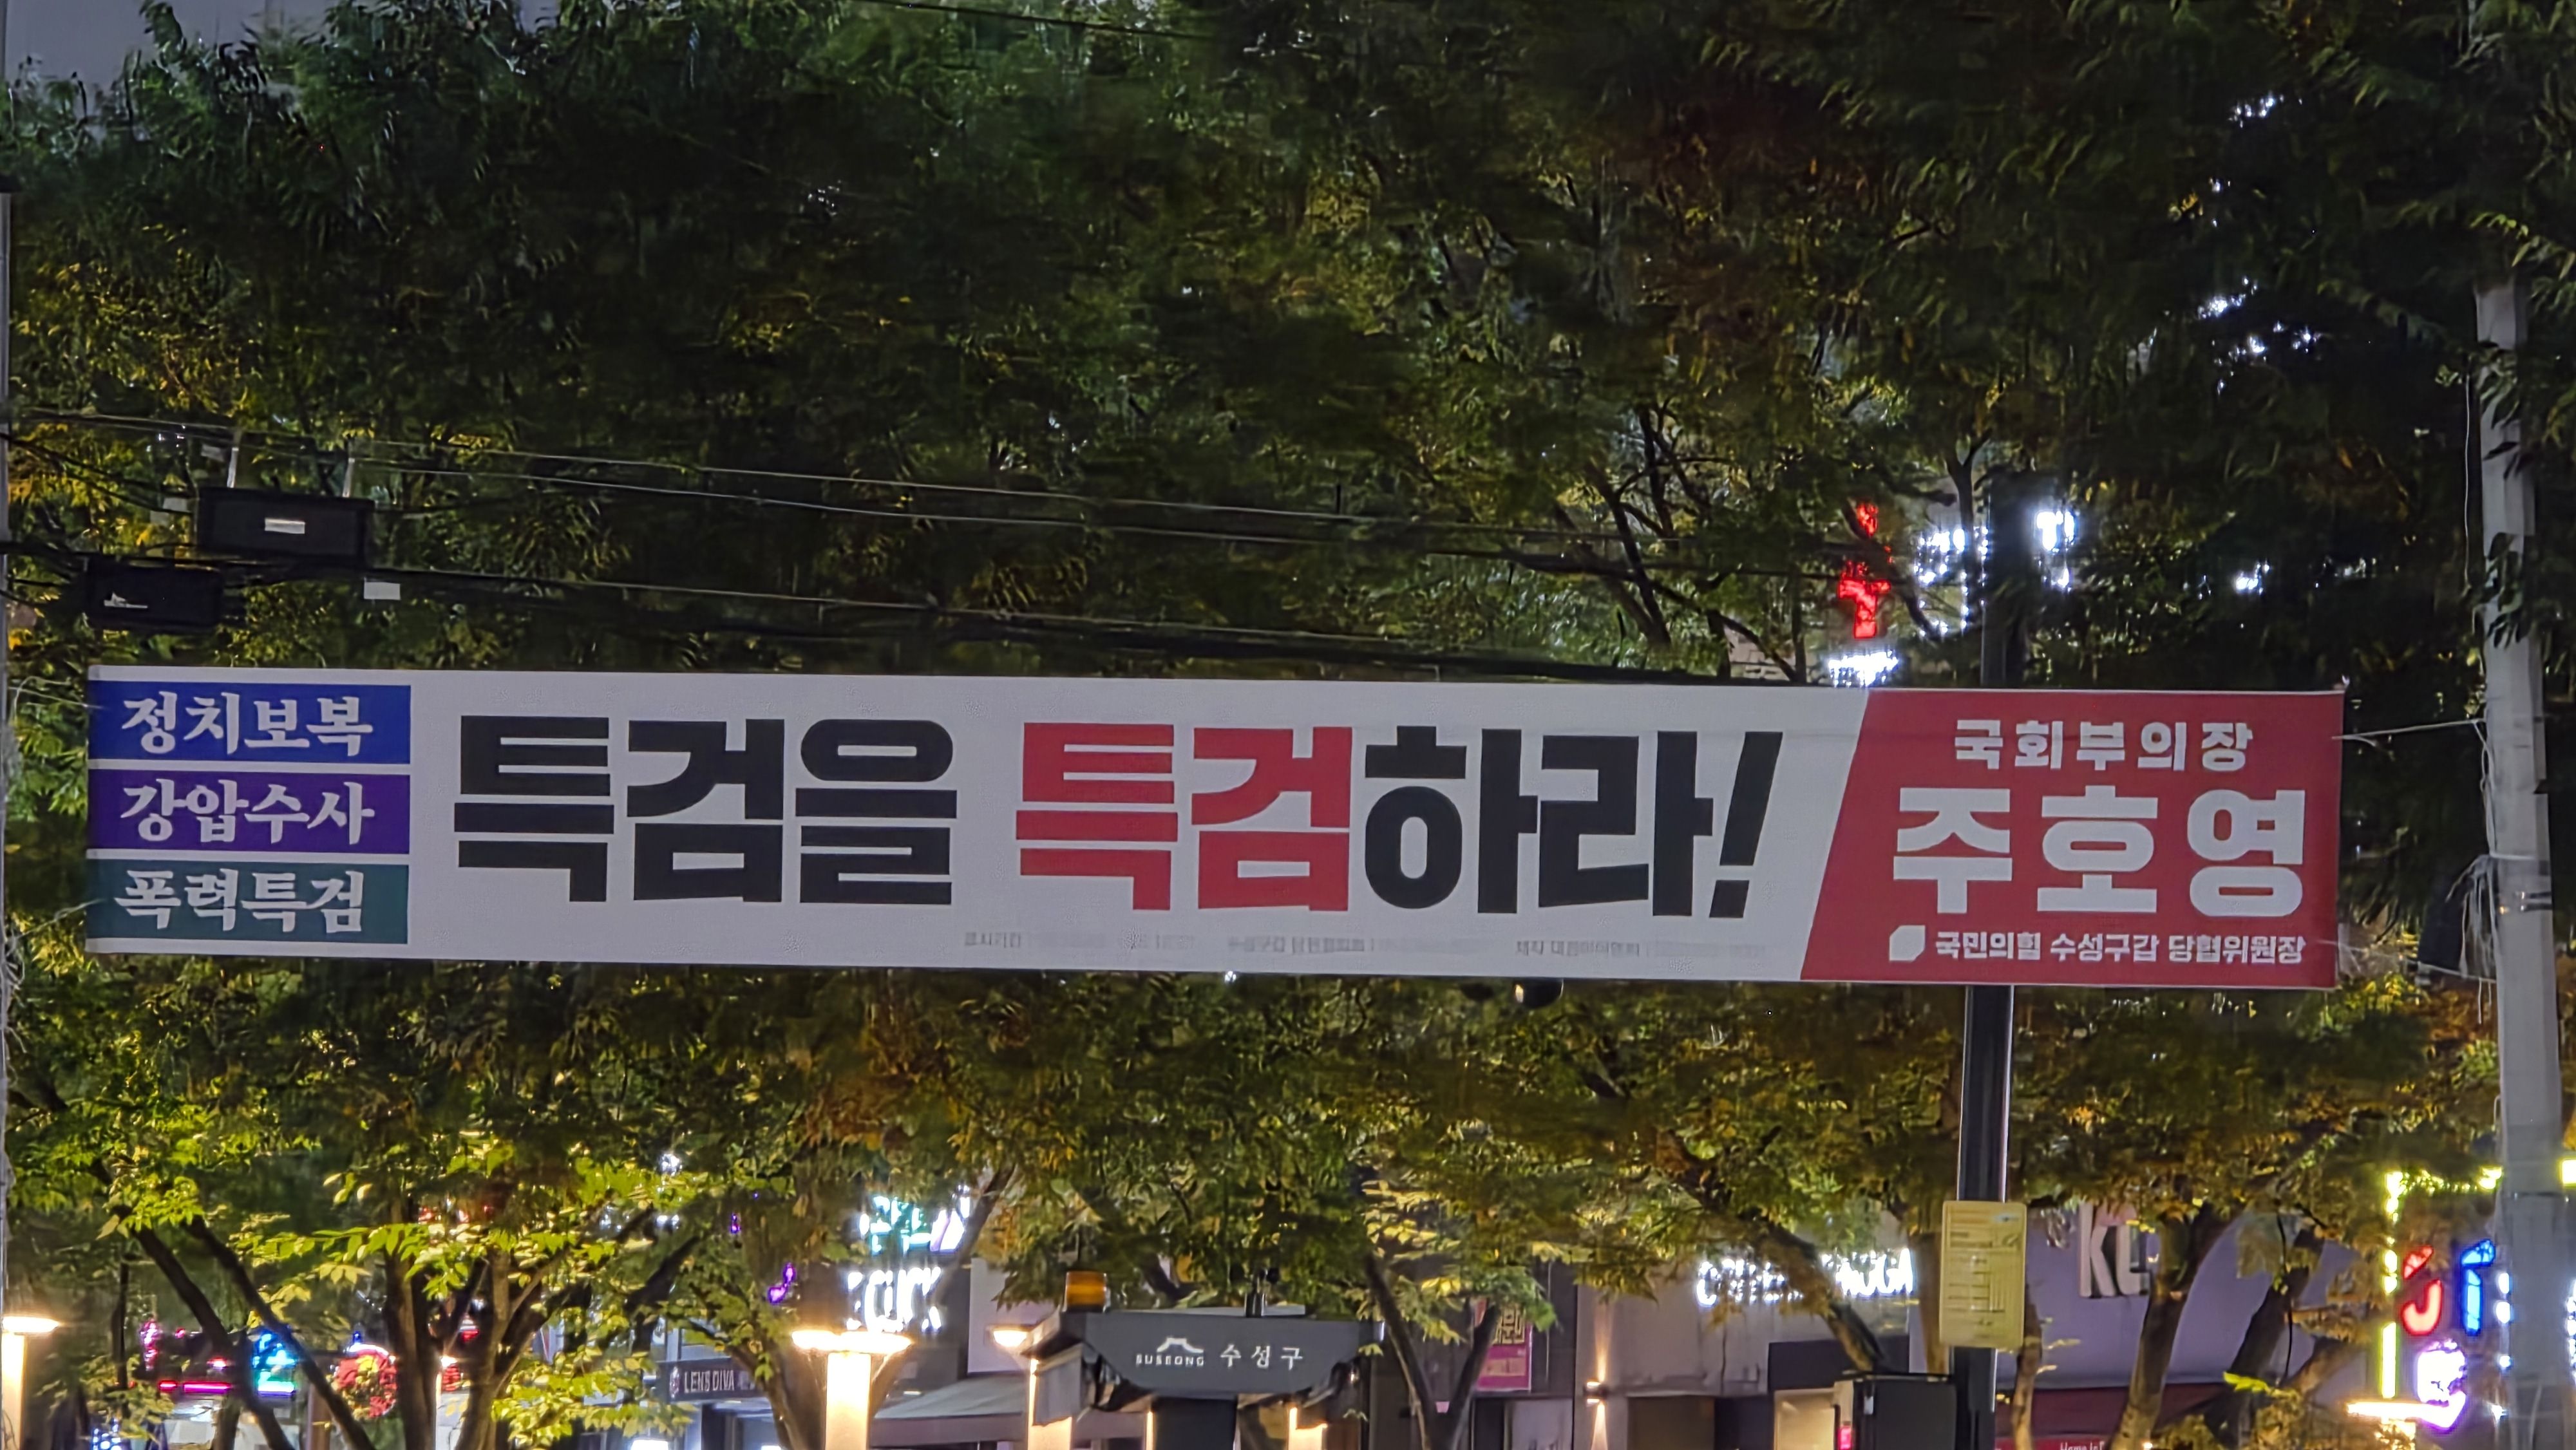 정치보복
강압수사
폭력특검
특검을 특검하라!
국회부의장
주호영
국민의힘 수성구갑 당협위원장
LENS DIVA
SUSEONG 수성구